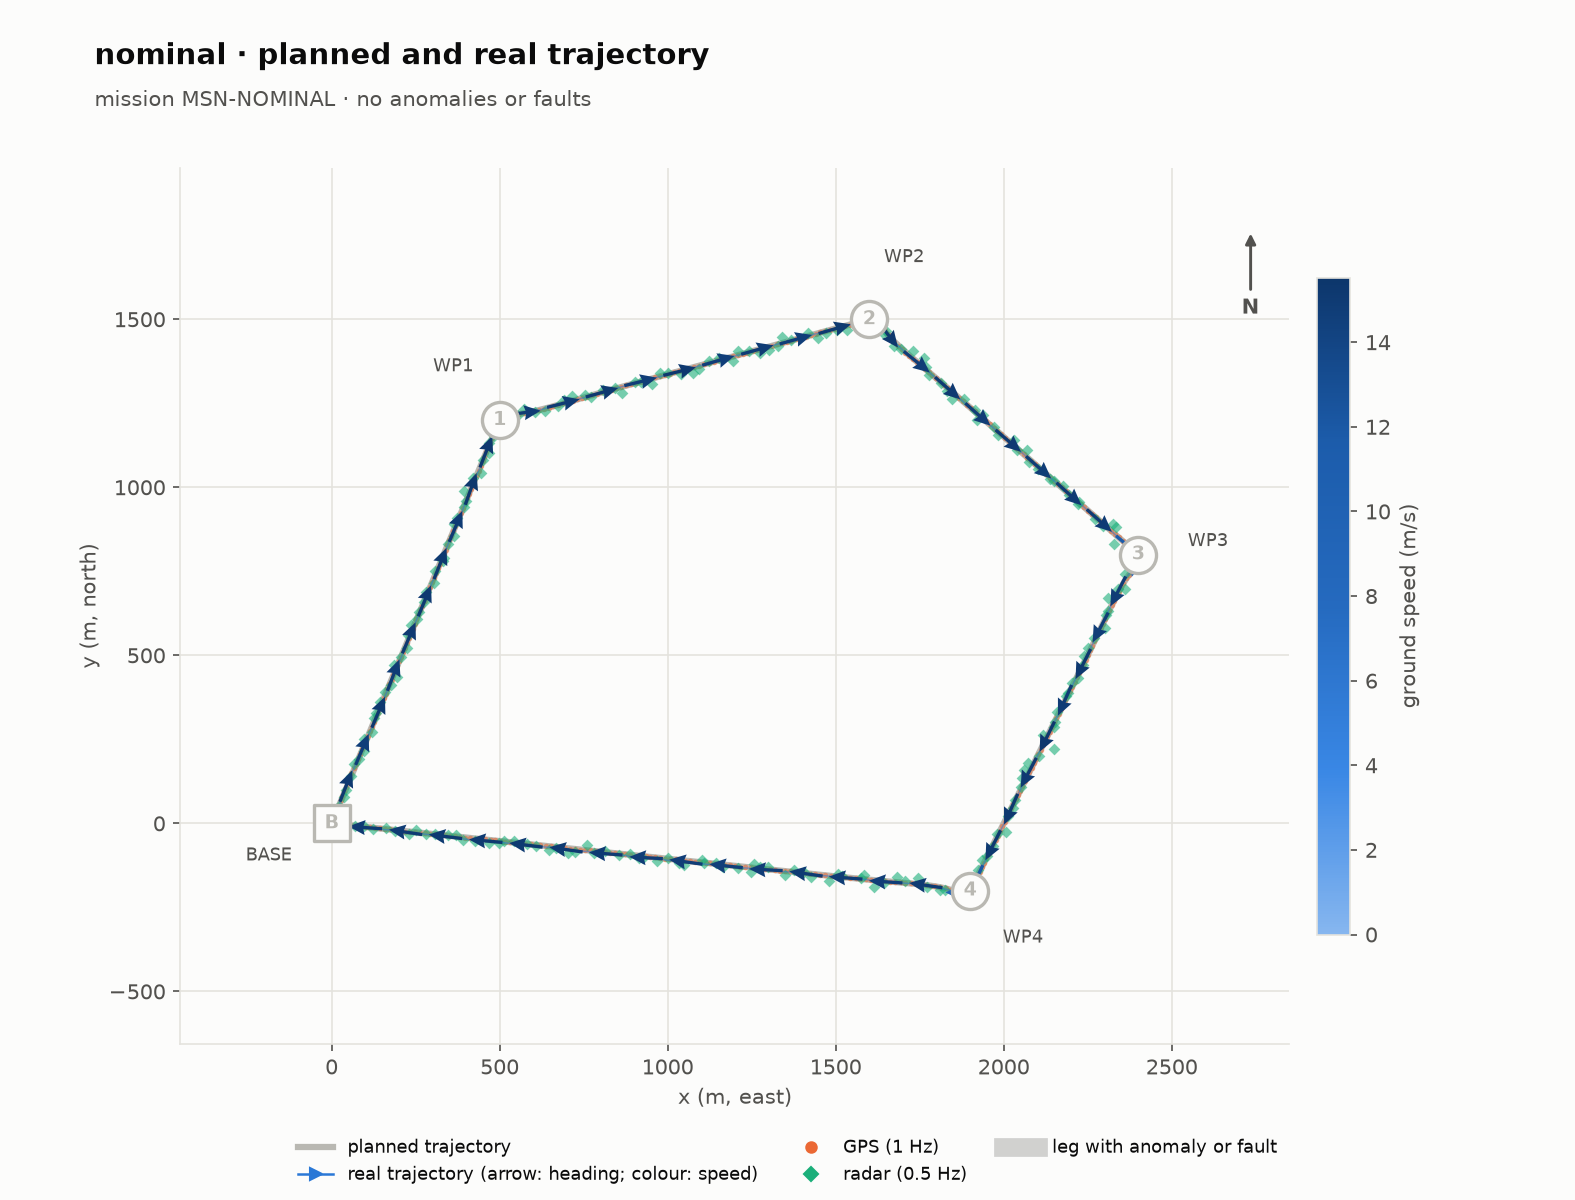 nominal · planned and real trajectory
mission MSN-NOMINAL · no anomalies or faults
WP2
N
1500
2
14
WP1
WP3
1
12
1000
3
10
y (m, north)
ground speed (m/s)
8
500
6
4
0
B
BASE
2
4
WP4
0
−500
0 500 1000 1500 2000 2500
x (m, east)
planned trajectory
real trajectory (arrow: heading; colour: speed)
GPS (1 Hz)
radar (0.5 Hz)
leg with anomaly or fault